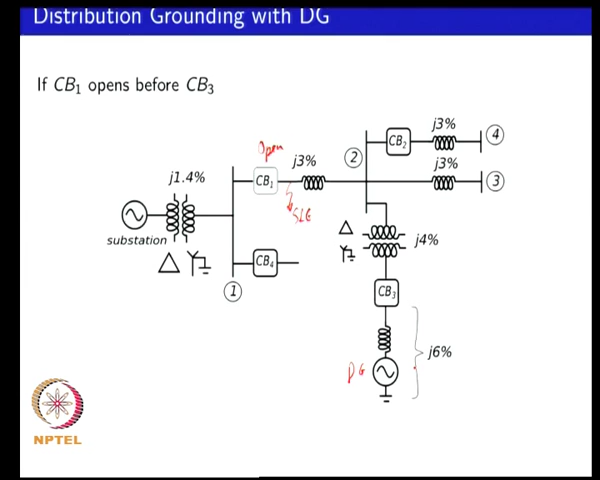 Distribution Grounding with DG
If CB1 opens before CB3
Open
j3%
CB2
j3%
4
2
j1.4%
CB1
j3%
3
SLG
substation
Δ
j4%
Δ
CB4
1
CB3
DG
j6%
NPTEL